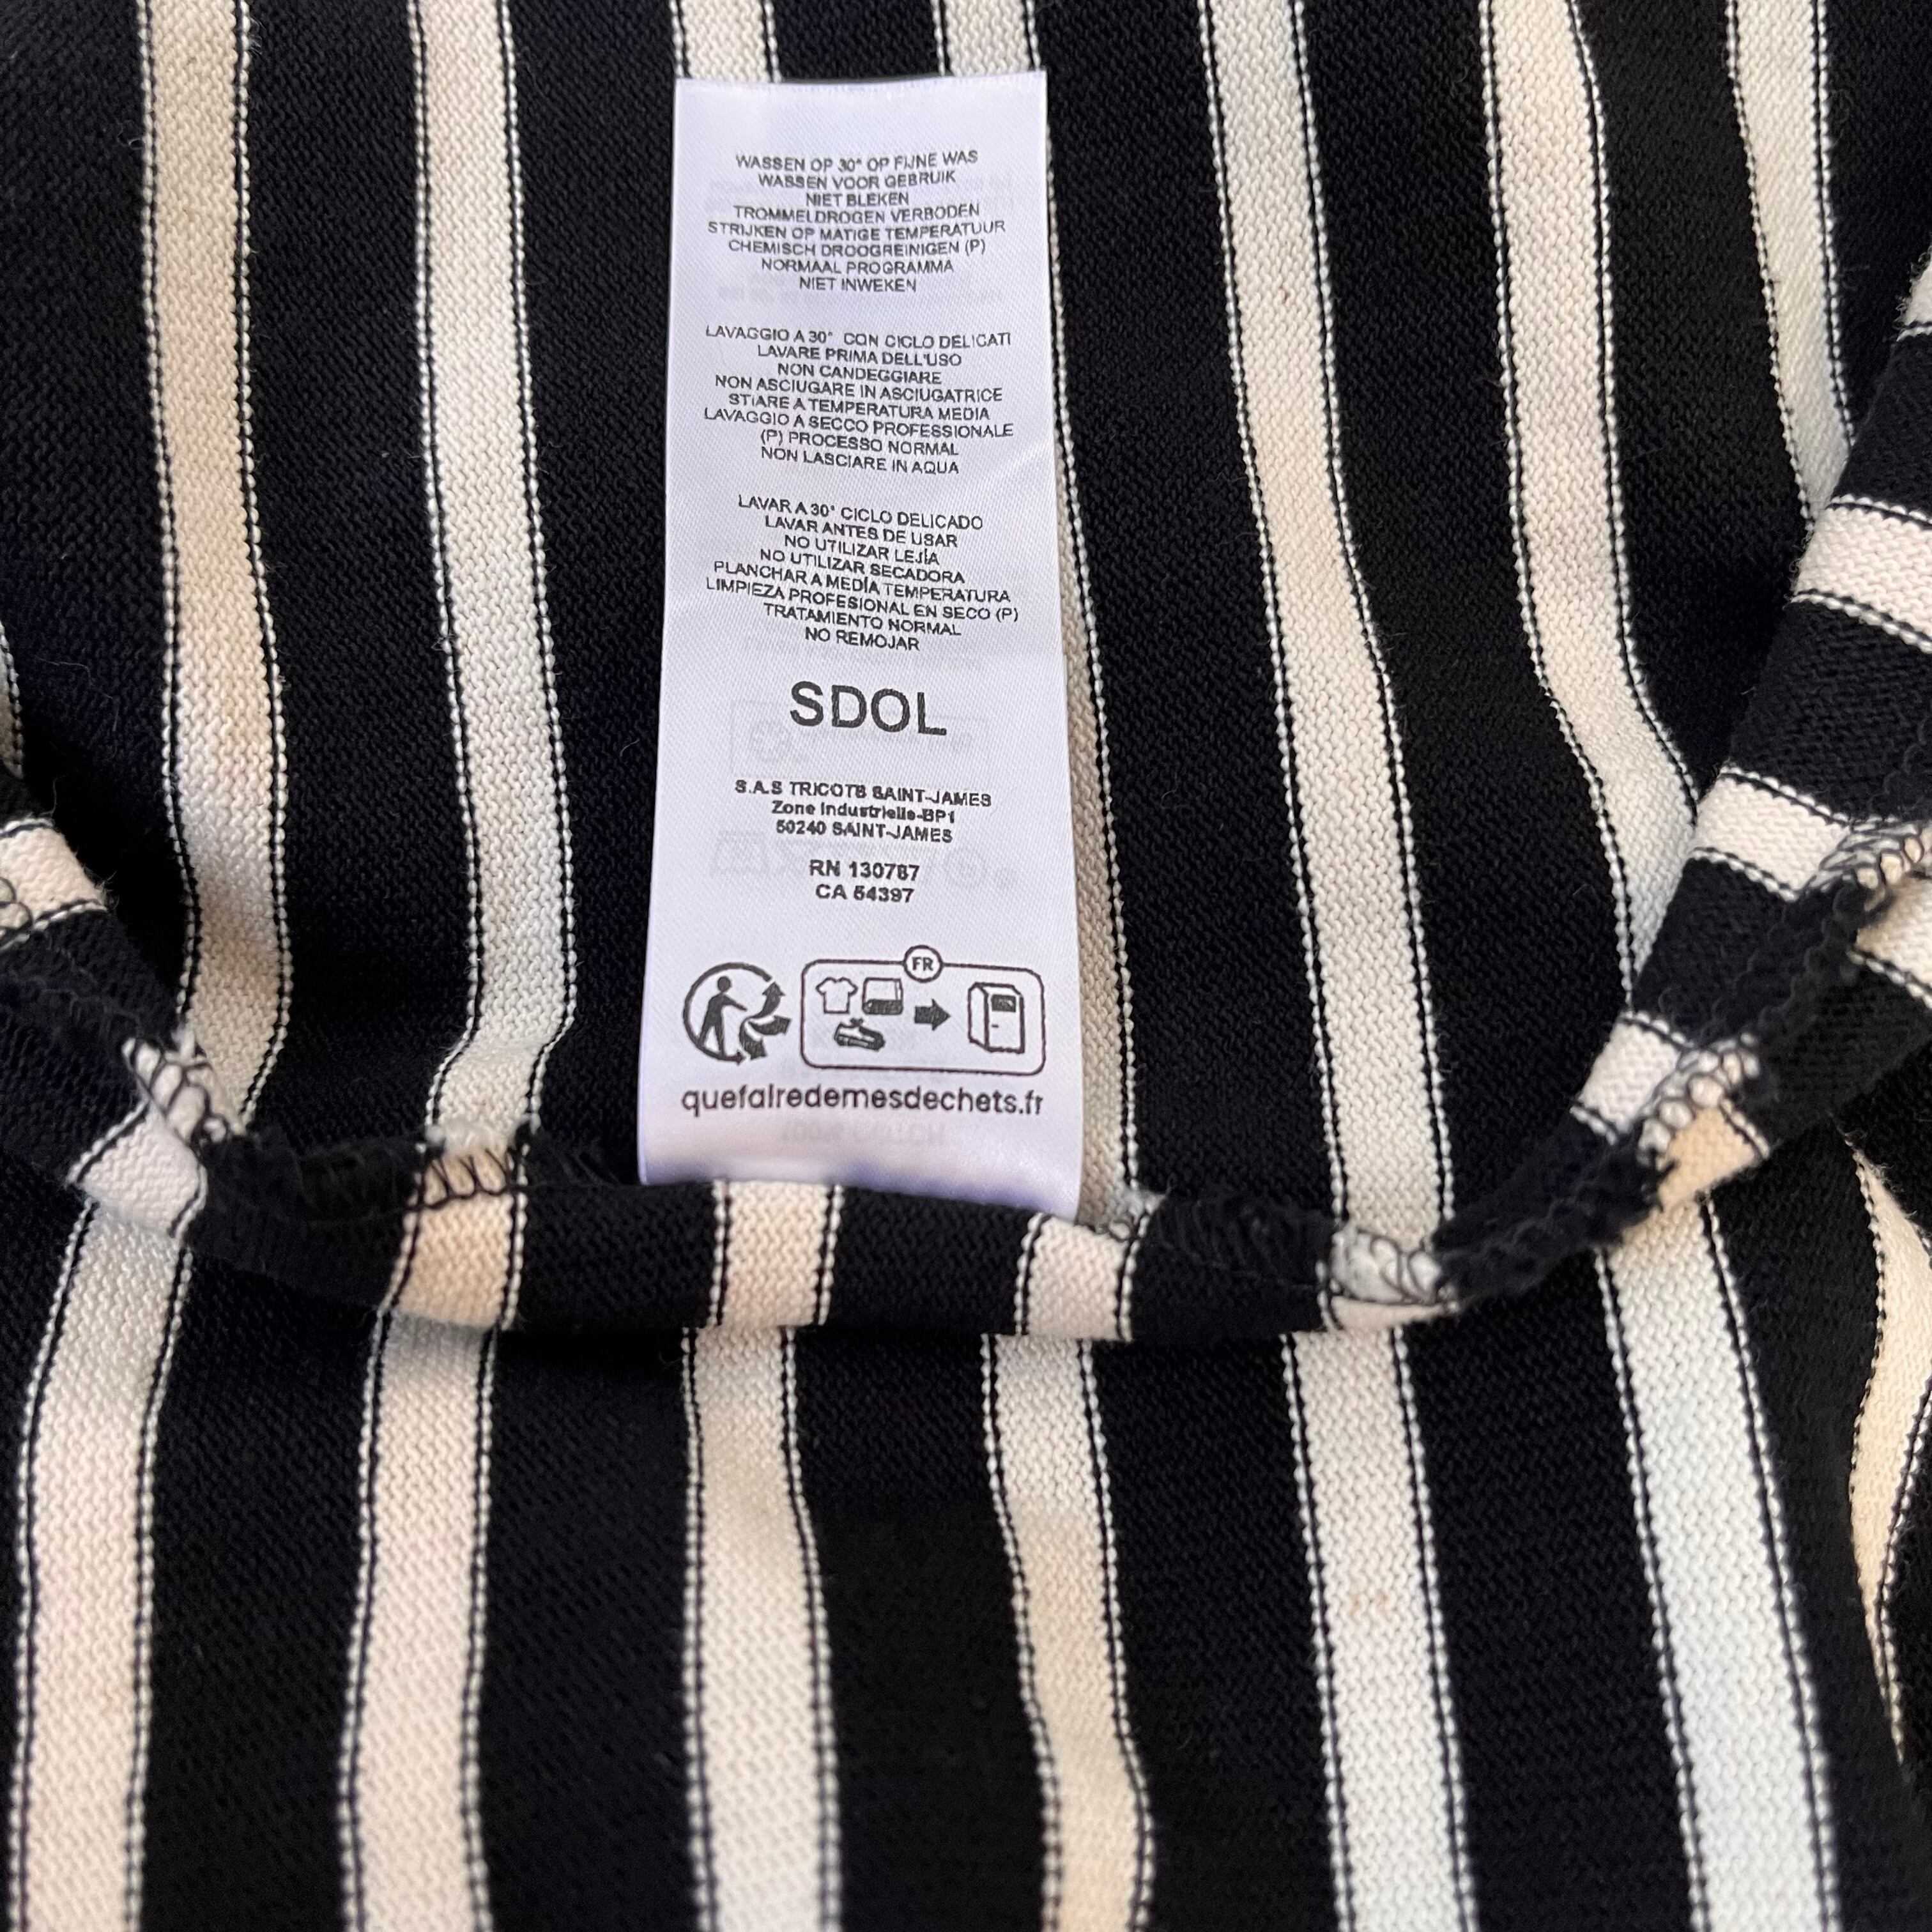 WASSEN OP 30° OP FIJNE WAS
WASSEN VOOR GEBRUIK
NIET BLEKEN
TROMMELDROGEN VERBODEN
STRIJKEN OP MATIGE TEMPERATUUR
CHEMISCH DROOGREINIGEN (P)
NORMAAL PROGRAMMA
NIET INWEKEN
LAVAGGIO A 30° CON CICLO DELICATI
LAVARE PRIMA DELL'USO
NON CANDEGGIARE
NON ASCIUGARE IN ASCIUGATRICE
STIARE A TEMPERATURA MEDIA
LAVAGGIO A SECCO PROFESSIONALE
(P) PROCESSO NORMAL
NON LASCIARE IN AQUA
LAVAR A 30° CICLO DELICADO
LAVAR ANTES DE USAR
NO UTILIZAR LEJÍA
NO UTILIZAR SECADORA
PLANCHAR A MEDÍA TEMPERATURA
LIMPIEZA PROFESIONAL EN SECO (P)
TRATAMIENTO NORMAL
NO REMOJAR
SDOL
S.A.S TRICOTS SAINT-JAMES
Zone Industrielle-BP1
50240 SAINT-JAMES
RN 130787
CA 54397
FR
quefairedemesdechets.fr